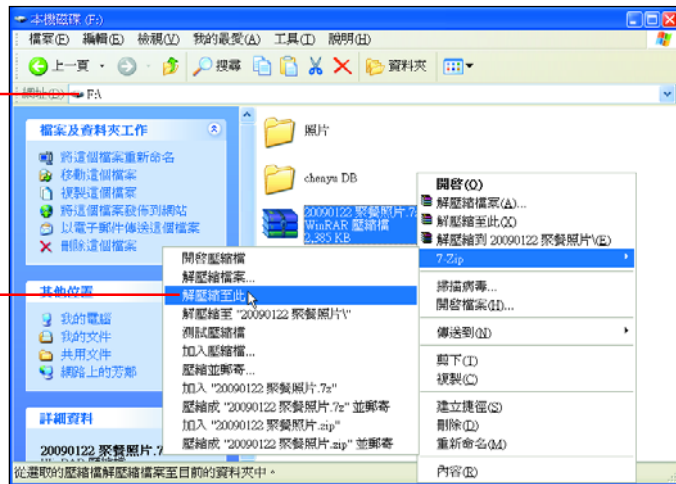 本機磁碟 (F:)
檔案(F) 編輯(E) 檢視(V) 我的最愛(A) 工具(T) 說明(H)
上一頁 搜尋 資料夾
網址(D) F:\
檔案及資料夾工作
將這個檔案重新命名
移動這個檔案
複製這個檔案
將這個檔案發佈到網站
以電子郵件傳送這個檔案
刪除這個檔案
其他位置
我的電腦
我的文件
共用文件
網路上的芳鄰
詳細資料
20090122 聚餐照片.7
照片
chenyu DB
20090122 聚餐照片.7z
WinRAR 壓縮檔
2,385 KB
開啓(O)
解壓縮檔案(A)...
解壓縮至此(X)
解壓縮到 20090122 聚餐照片\(E)
7-Zip
掃描病毒...
開啓檔案(H)...
傳送到(N)
剪下(T)
複製(C)
建立捷徑(S)
刪除(D)
重新命名(M)
內容(R)
開啓壓縮檔
解壓縮檔案...
解壓縮至此
解壓縮至 "20090122 聚餐照片\"
測試壓縮檔
加入壓縮檔...
壓縮並郵寄...
加入 "20090122 聚餐照片.7z"
壓縮成 "20090122 聚餐照片.7z" 並郵寄
加入 "20090122 聚餐照片.zip"
壓縮成 "20090122 聚餐照片.zip" 並郵寄
從選取的壓縮檔解壓縮檔案至目前的資料夾中。